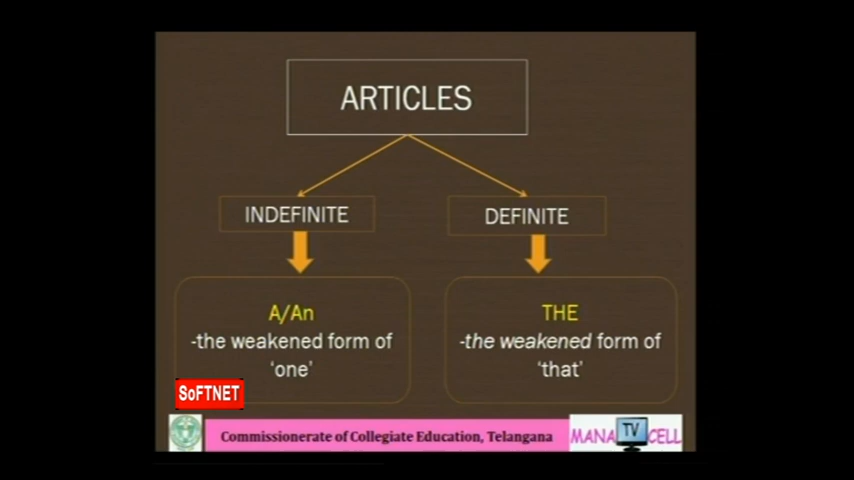 ARTICLES
INDEFINITE
DEFINITE
A/An
-the weakened form of
‘one’
THE
-the weakened form of
‘that’
SoFTNET
Commissionerate of Collegiate Education, Telangana
MANA TV CELL